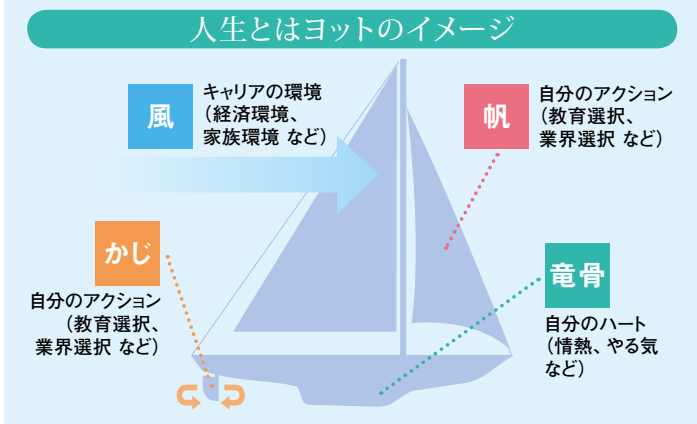 人生とはヨットのイメージ
風
キャリアの環境
（経済環境、
家族環境 など）
帆
自分のアクション
（教育選択、
業界選択 など）
かじ
自分のアクション
（教育選択、
業界選択 など）
竜骨
自分のハート
（情熱、やる気
など）